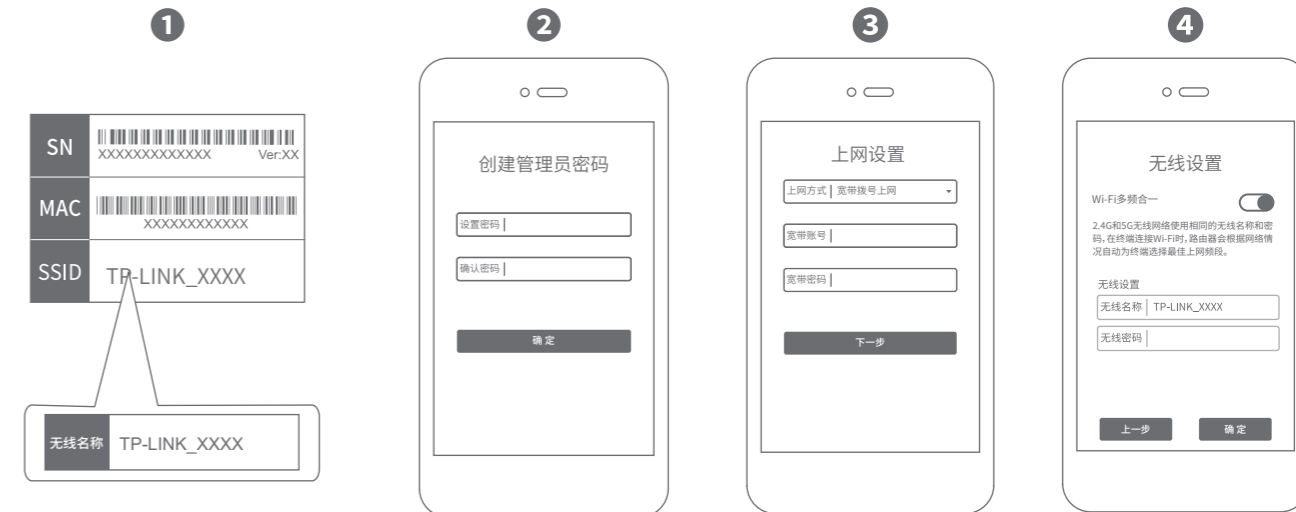 1
SN
XXXXXXXXXXXXX Ver:XX
MAC
XXXXXXXXXXXX
SSID
TP-LINK_XXXX
无线名称 TP-LINK_XXXX
2
创建管理员密码
设置密码
确认密码
确 定
3
上网设置
上网方式 宽带拨号上网
宽带账号
宽带密码
下一步
4
无线设置
Wi-Fi多频合一
2.4G和5G无线网络使用相同的无线名称和密
码,在终端连接Wi-Fi时,路由器会根据网络情
况自动为终端选择最佳上网频段。
无线设置
无线名称 TP-LINK_XXXX
无线密码
上一步 确 定